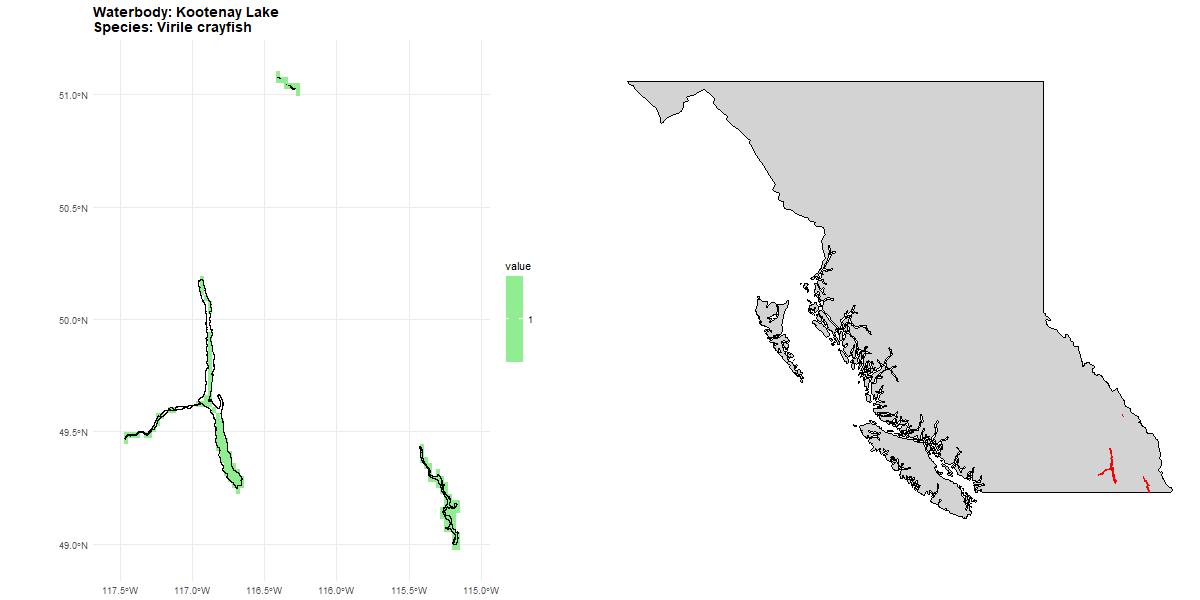 Waterbody: Kootenay Lake
Species: Virile crayfish
51.0°N
50.5°N
50.0°N
49.5°N
49.0°N
117.5°W
117.0°W
116.5°W
116.0°W
115.5°W
115.0°W
value
1